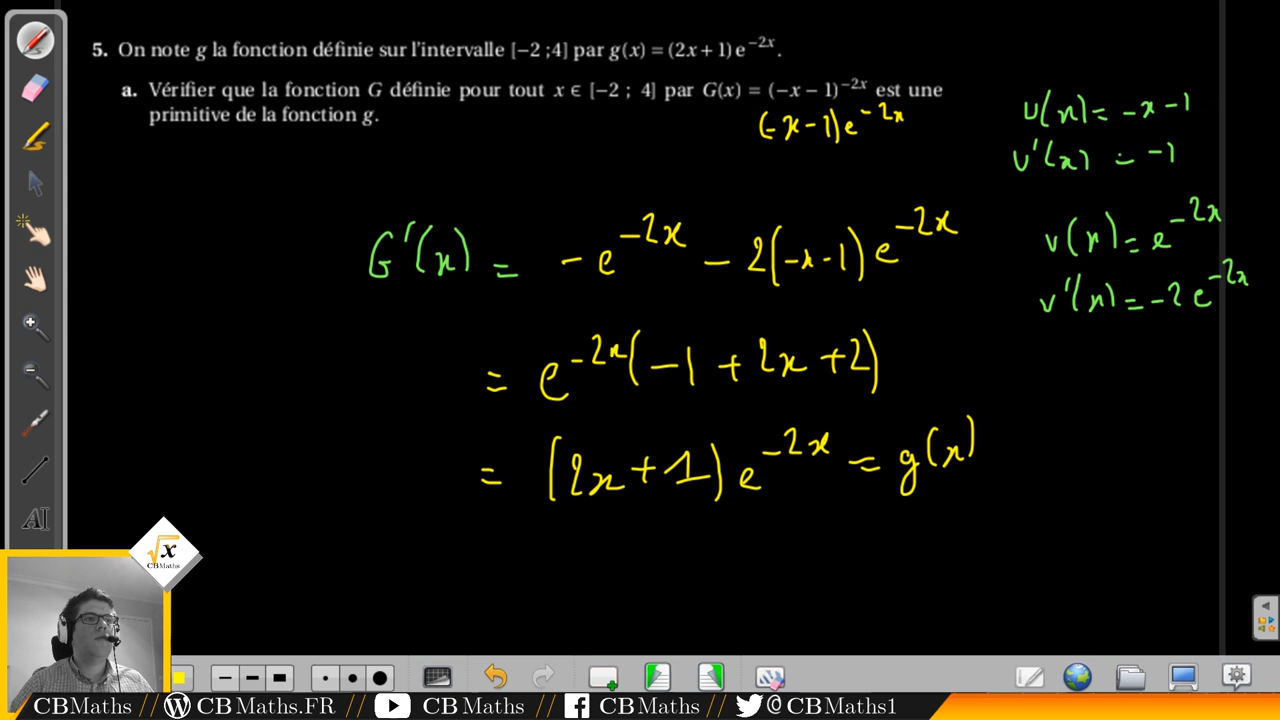 5. On note g la fonction définie sur l'intervalle [−2 ;4] par g(x) = (2x+1) e^−2x.
a. Vérifier que la fonction G définie pour tout x ∈ [−2 ; 4] par G(x) = (−x − 1)^−2x est une
primitive de la fonction g.
(-x-1)e^-2x
u(x) = -x-1
u'(x) = -1
v(x) = e^-2x
v'(x) = -2e^-2x
G'(x) = -e^-2x - 2(-x-1)e^-2x
= e^-2x(-1 + 2x + 2)
= (2x+1)e^-2x = g(x)
AI
√x
CBMaths
CBMaths
CBMaths.FR
CBMaths
CBMaths
@CBMaths1